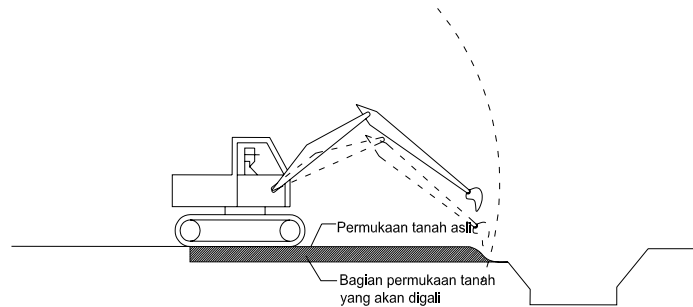 Permukaan tanah asli
Bagian permukaan tanah
yang akan digali